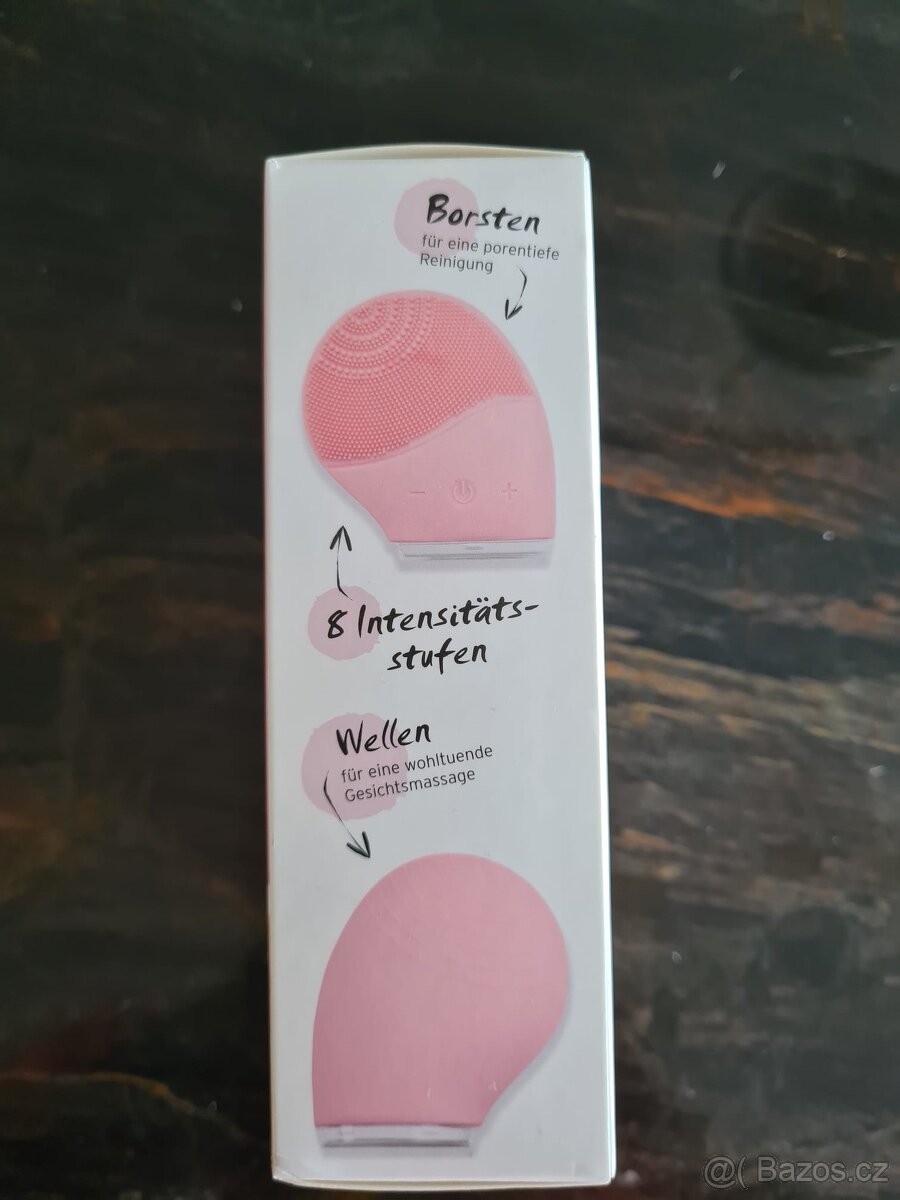 Borsten
für eine porentiefe
Reinigung
8 Intensitäts-
stufen
Wellen
für eine wohltuende
Gesichtsmassage
@( Bazos.cz